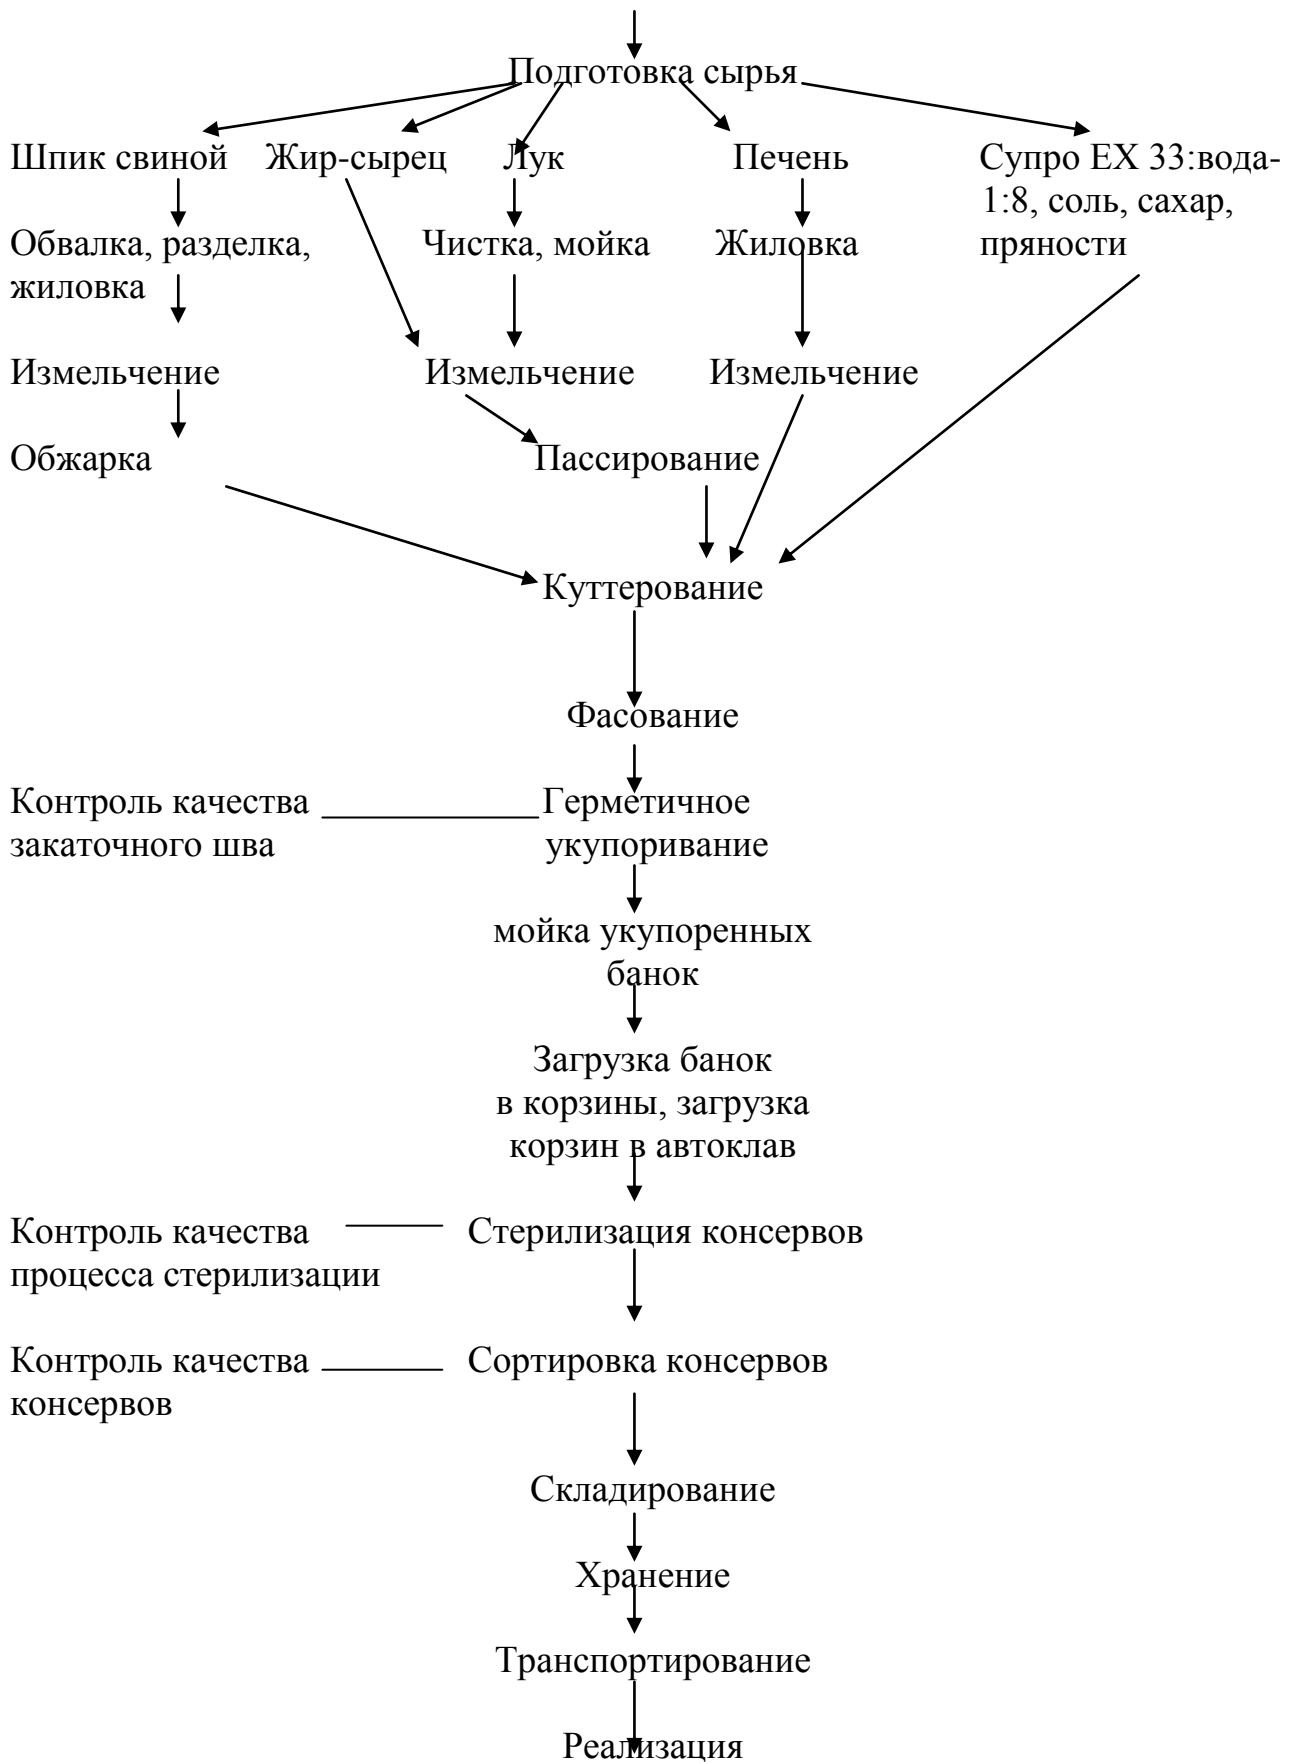 Подготовка сырья
Шпик свиной Жир-сырец Лук Печень Супро ЕХ 33:вода-
1:8, соль, сахар,
Обвалка, разделка, Чистка, мойка Жиловка пряности
жиловка
Измельчение Измельчение Измельчение
Обжарка Пассирование
Куттерование
Фасование
Контроль качества Герметичное
закаточного шва укупоривание
мойка укупоренных
банок
Загрузка банок
в корзины, загрузка
корзин в автоклав
Контроль качества Стерилизация консервов
процесса стерилизации
Контроль качества Сортировка консервов
консервов
Складирование
Хранение
Транспортирование
Реализация